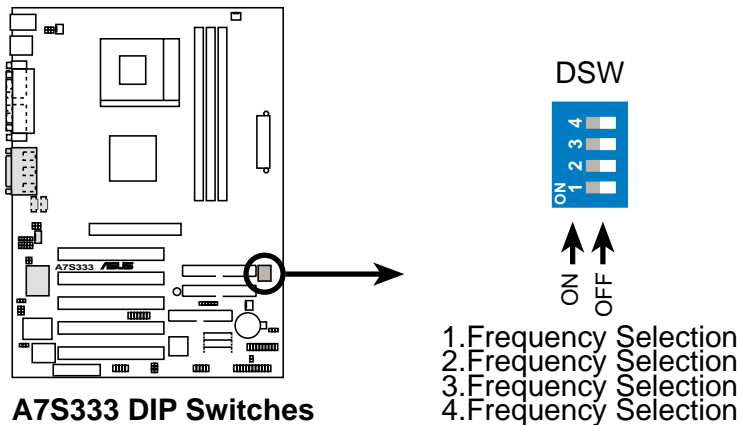 A7S333 ASUS
A7S333 DIP Switches
DSW
4
3
2
1
ON
ON
OFF
1.Frequency Selection
2.Frequency Selection
3.Frequency Selection
4.Frequency Selection